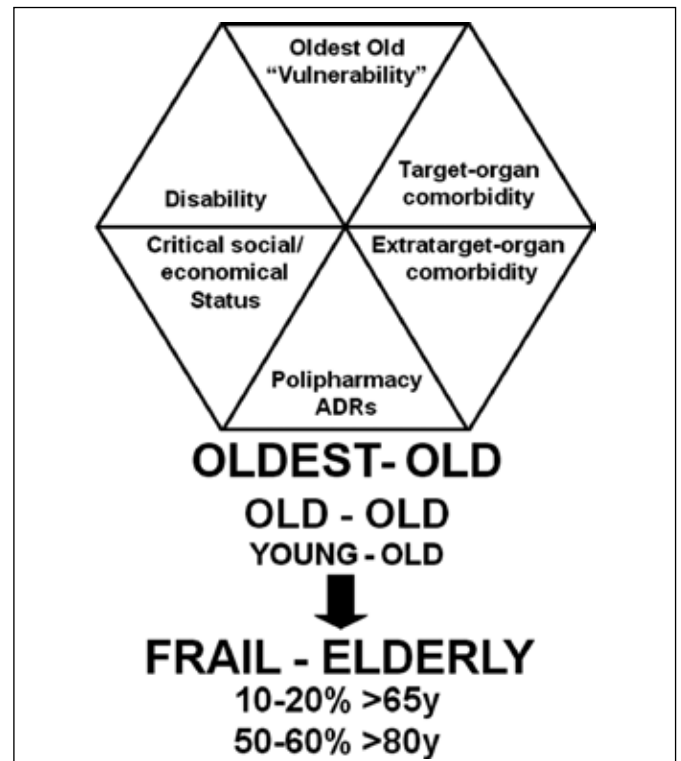 Oldest Old
“Vulnerability”
Disability
Target-organ
comorbidity
Critical social/
economical
Status
Extratarget-organ
comorbidity
Polipharmacy
ADRs
OLDEST- OLD
OLD - OLD
YOUNG - OLD
FRAIL - ELDERLY
10-20% >65y
50-60% >80y